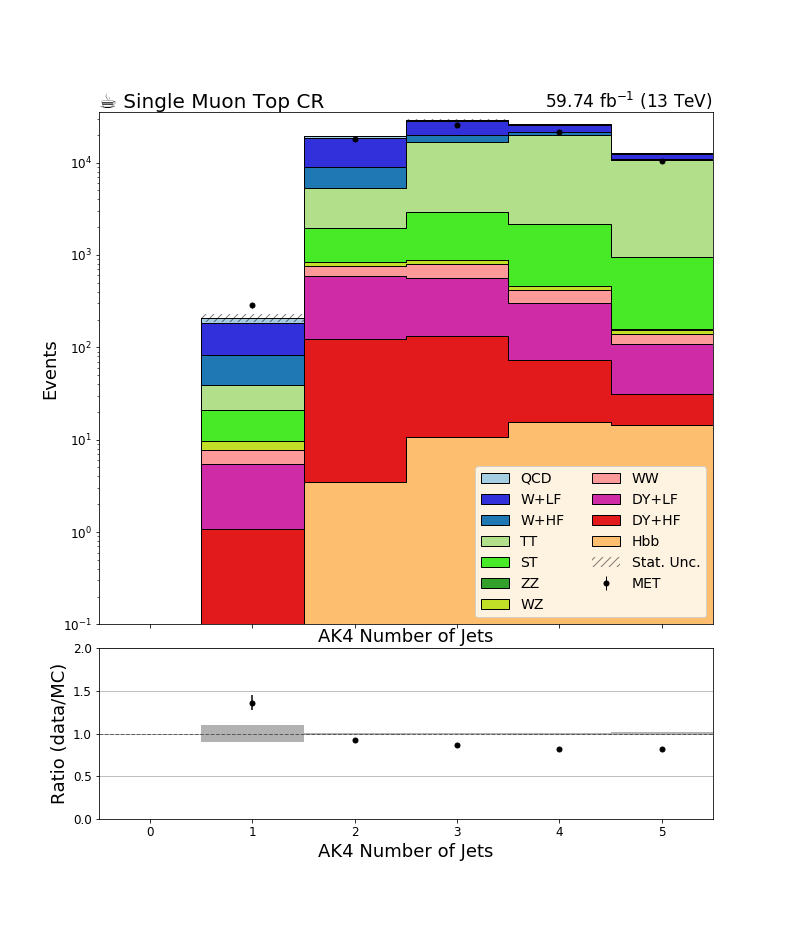 ☕ Single Muon Top CR 59.74 fb⁻¹ (13 TeV)
Events
10⁴
10³
10²
10¹
10⁰
10⁻¹
QCD WW
W+LF DY+LF
W+HF DY+HF
TT Hbb
ST Stat. Unc.
ZZ MET
WZ
AK4 Number of Jets
Ratio (data/MC)
2.0
1.5
1.0
0.5
0.0
0 1 2 3 4 5
AK4 Number of Jets